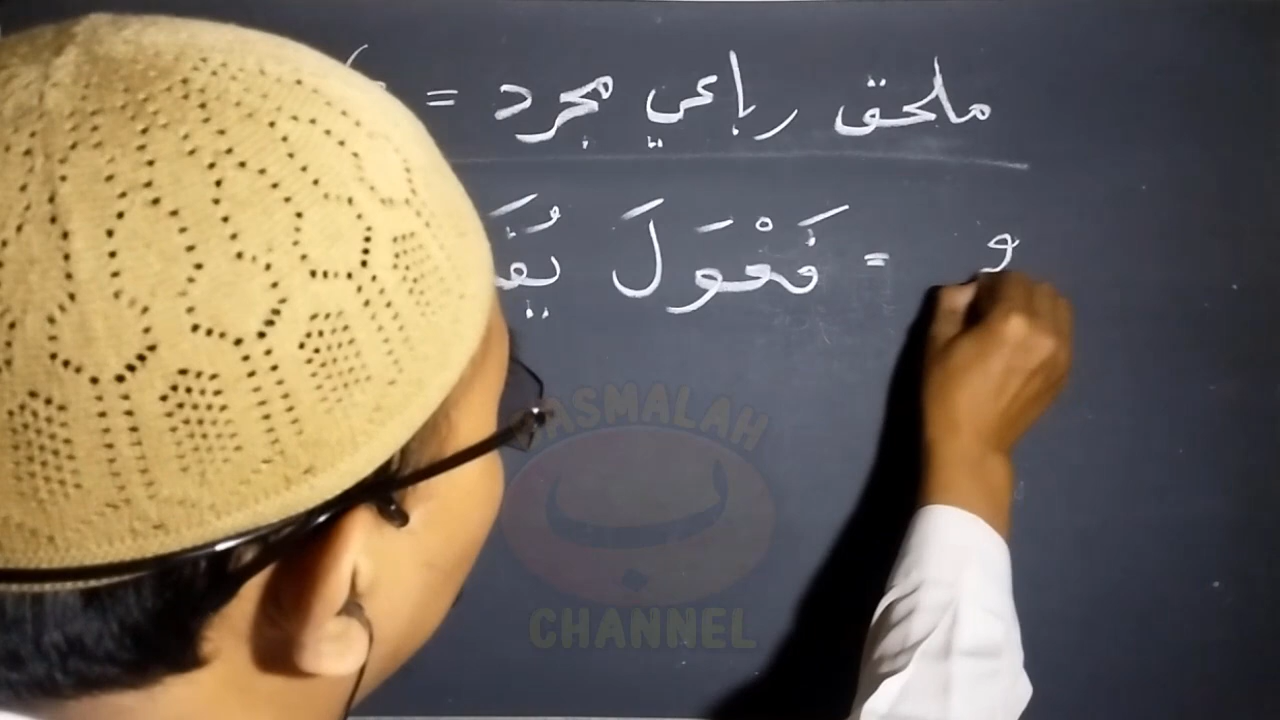 ملحق رباعي مجرد =
و = فَعْوَلَ يُفَ
BASMALAH
ب
CHANNEL